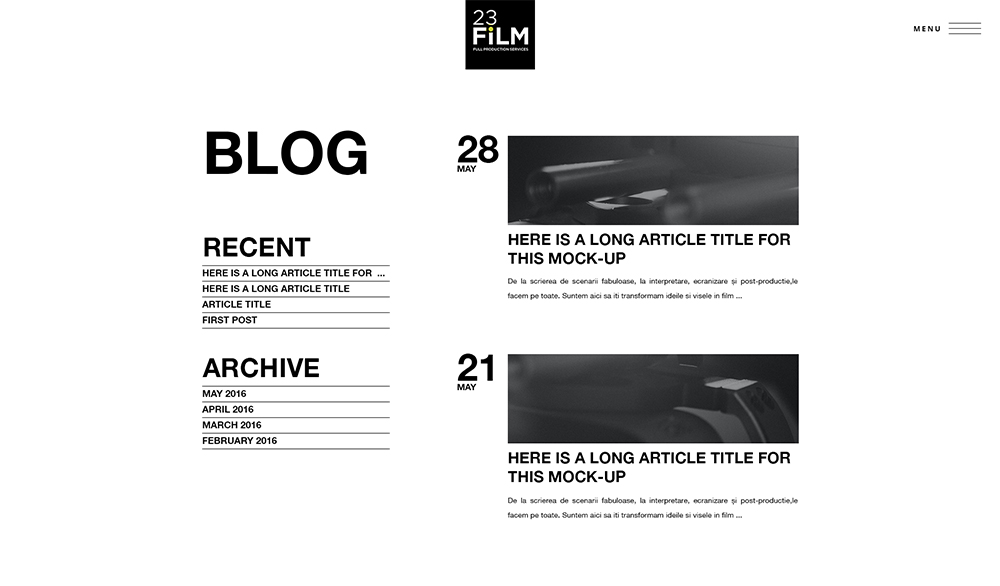 23
FiLM
FULL PRODUCTION SERVICES
MENU
BLOG
RECENT
HERE IS A LONG ARTICLE TITLE FOR ...
HERE IS A LONG ARTICLE TITLE
ARTICLE TITLE
FIRST POST
ARCHIVE
MAY 2016
APRIL 2016
MARCH 2016
FEBRUARY 2016
28
MAY
HERE IS A LONG ARTICLE TITLE FOR
THIS MOCK-UP
De la scrierea de scenarii fabuloase, la interpretare, ecranizare și post-productie,le
facem pe toate. Suntem aici sa iti transformam ideile si visele in film ...
21
MAY
HERE IS A LONG ARTICLE TITLE FOR
THIS MOCK-UP
De la scrierea de scenarii fabuloase, la interpretare, ecranizare și post-productie,le
facem pe toate. Suntem aici sa iti transformam ideile si visele in film ...